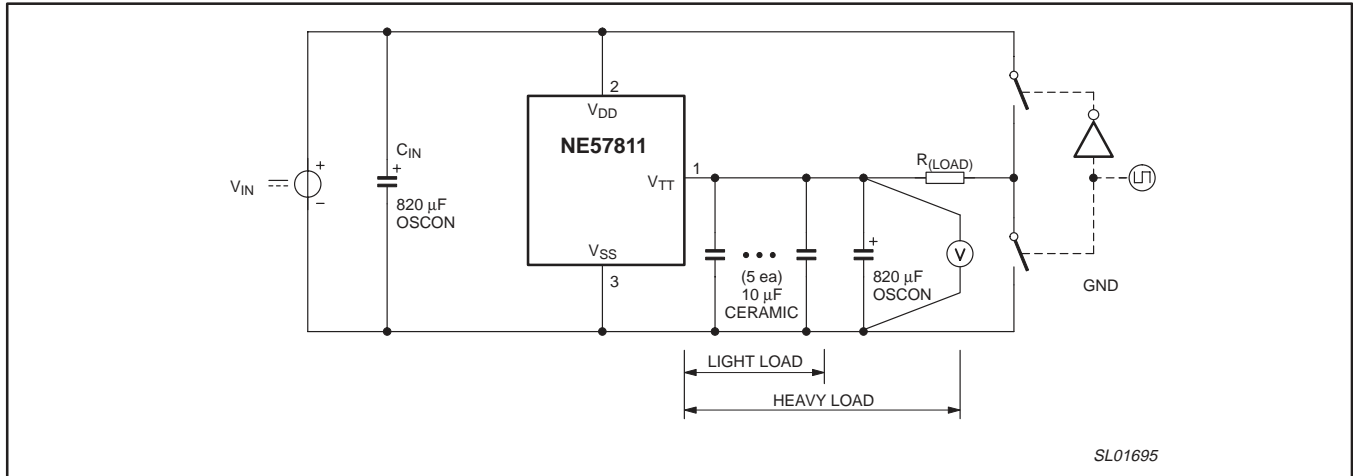 2
V_DD
NE57811
C_IN
+
R_(LOAD)
1
V_TT
V_IN
+
−
820 µF
OSCON
V_SS
3
• • •
(5 ea)
10 µF
CERAMIC
+
820 µF
OSCON
V
GND
LIGHT LOAD
HEAVY LOAD
SL01695